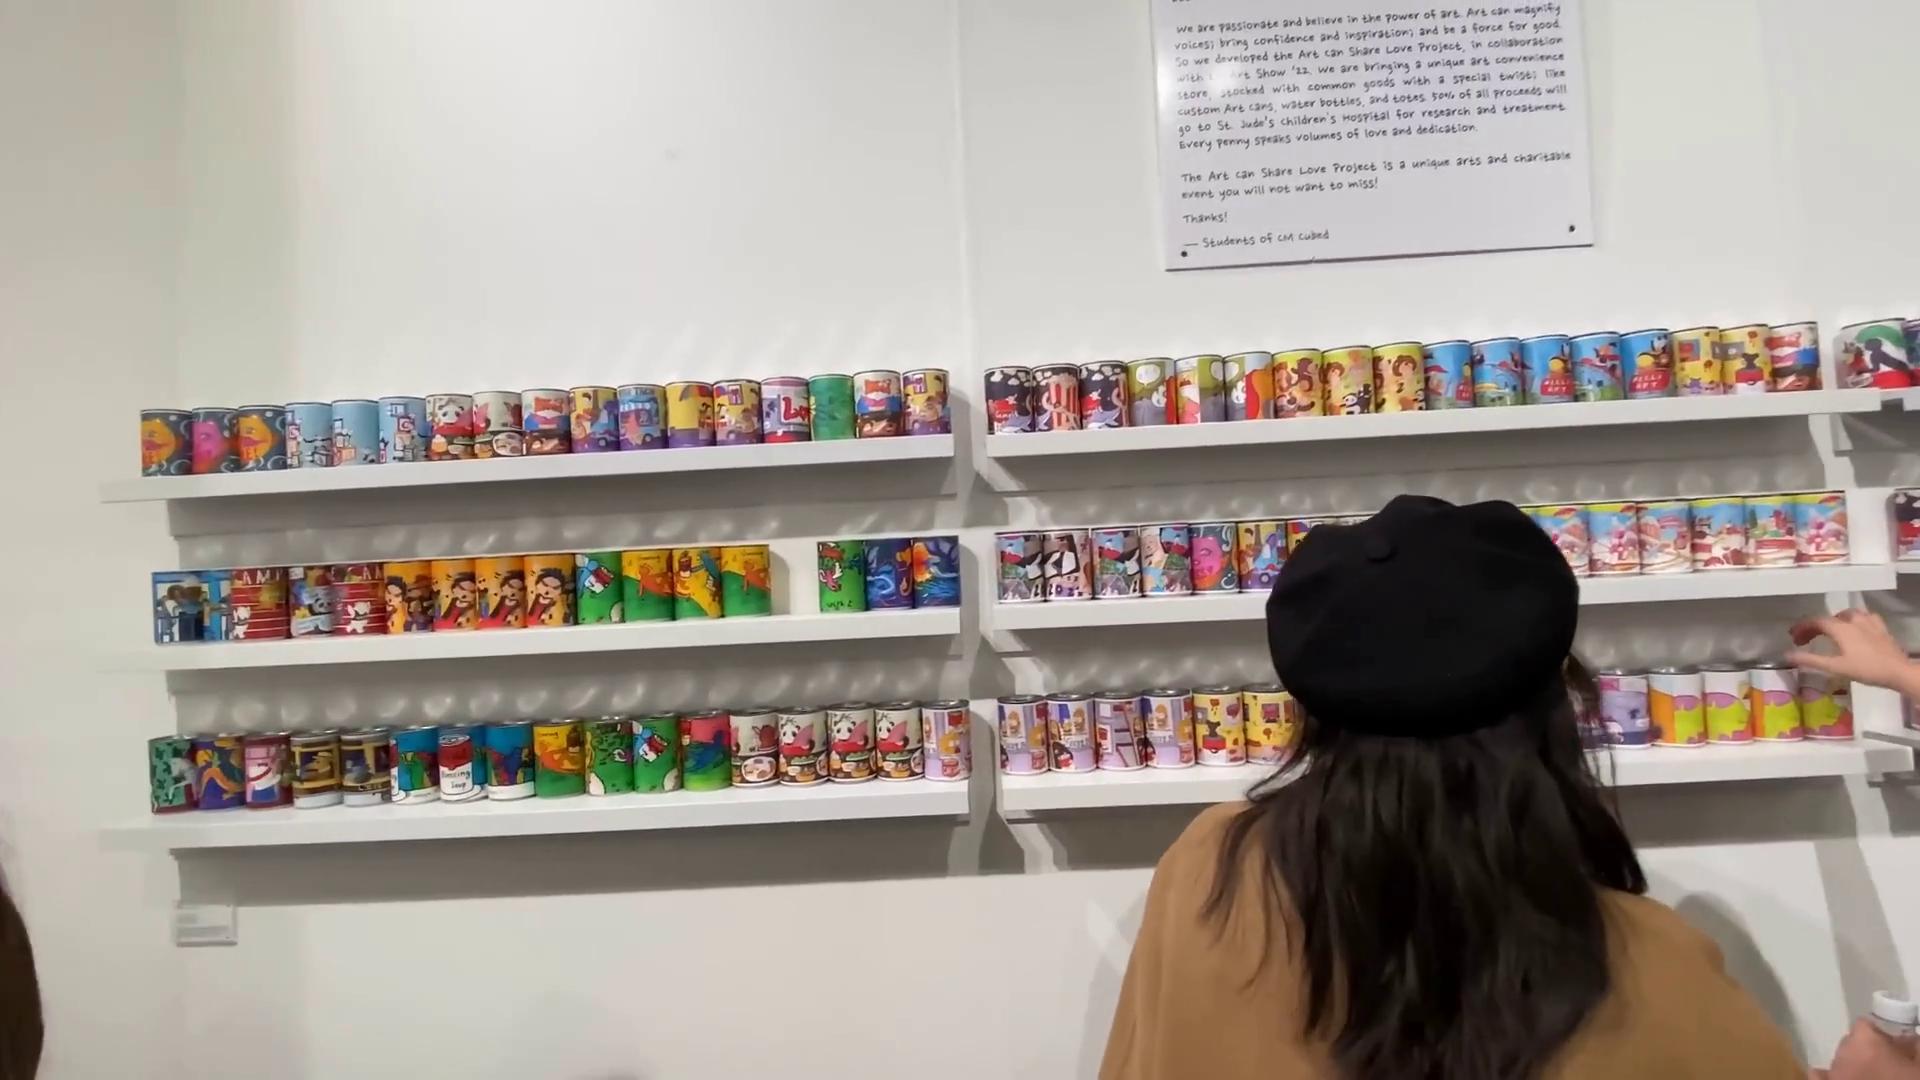 We are passionate and believe in the power of art. Art can magnify
voices; bring confidence and inspiration; and be a force for good.
So we developed the Art Can Share Love Project, in collaboration
with Art Show '22. We are bringing a unique art convenience
store, stocked with common goods with a special twist; like
custom Art cans, water bottles, and totes. 50% of all proceeds will
go to St. Jude's Children's Hospital for research and treatment
Every penny speaks volumes of love and dedication.
The Art Can Share Love Project is a unique arts and charitable
event you will not want to miss!
Thanks!
— Students of CM Cubed
Soup